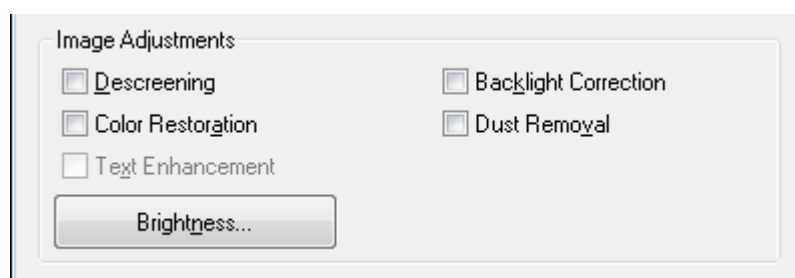 Image Adjustments
Descreening
Backlight Correction
Color Restoration
Dust Removal
Text Enhancement
Brightness...